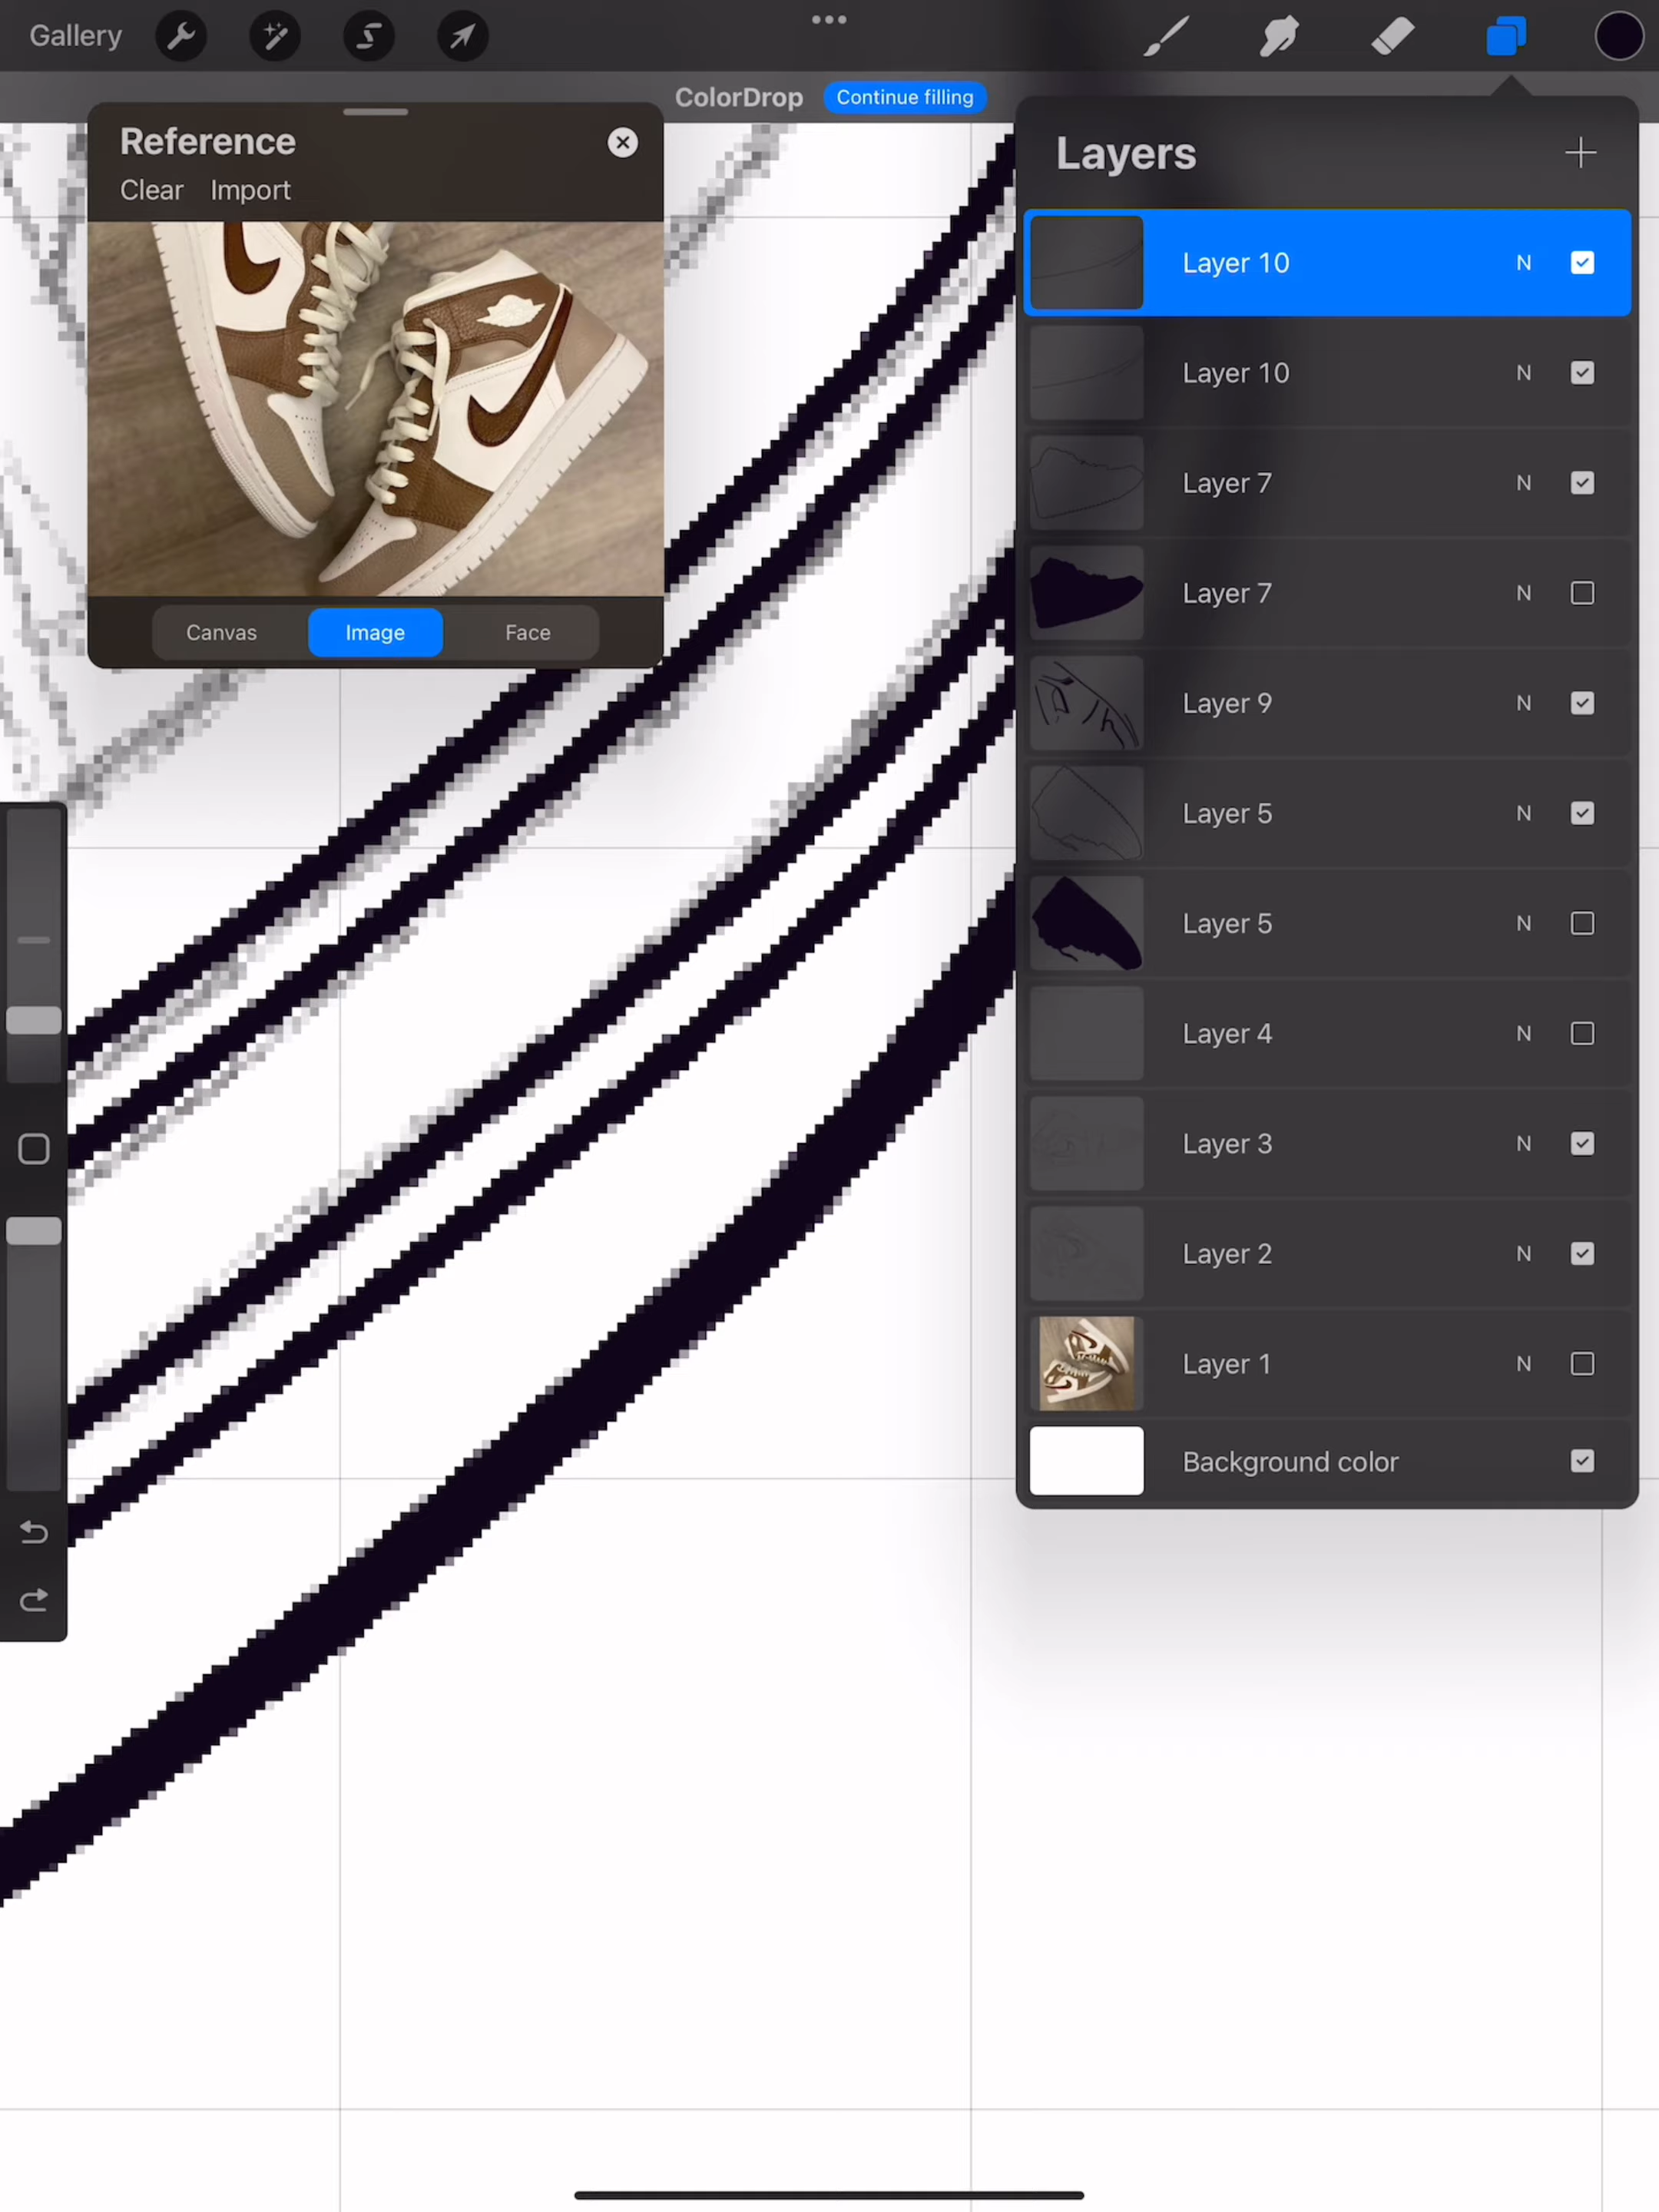 Gallery
ColorDrop Continue filling
Reference
Clear Import
Canvas Image Face
Layers
Layer 10 N
Layer 10 N
Layer 7 N
Layer 7 N
Layer 9 N
Layer 5 N
Layer 5 N
Layer 4 N
Layer 3 N
Layer 2 N
Layer 1 N
Background color